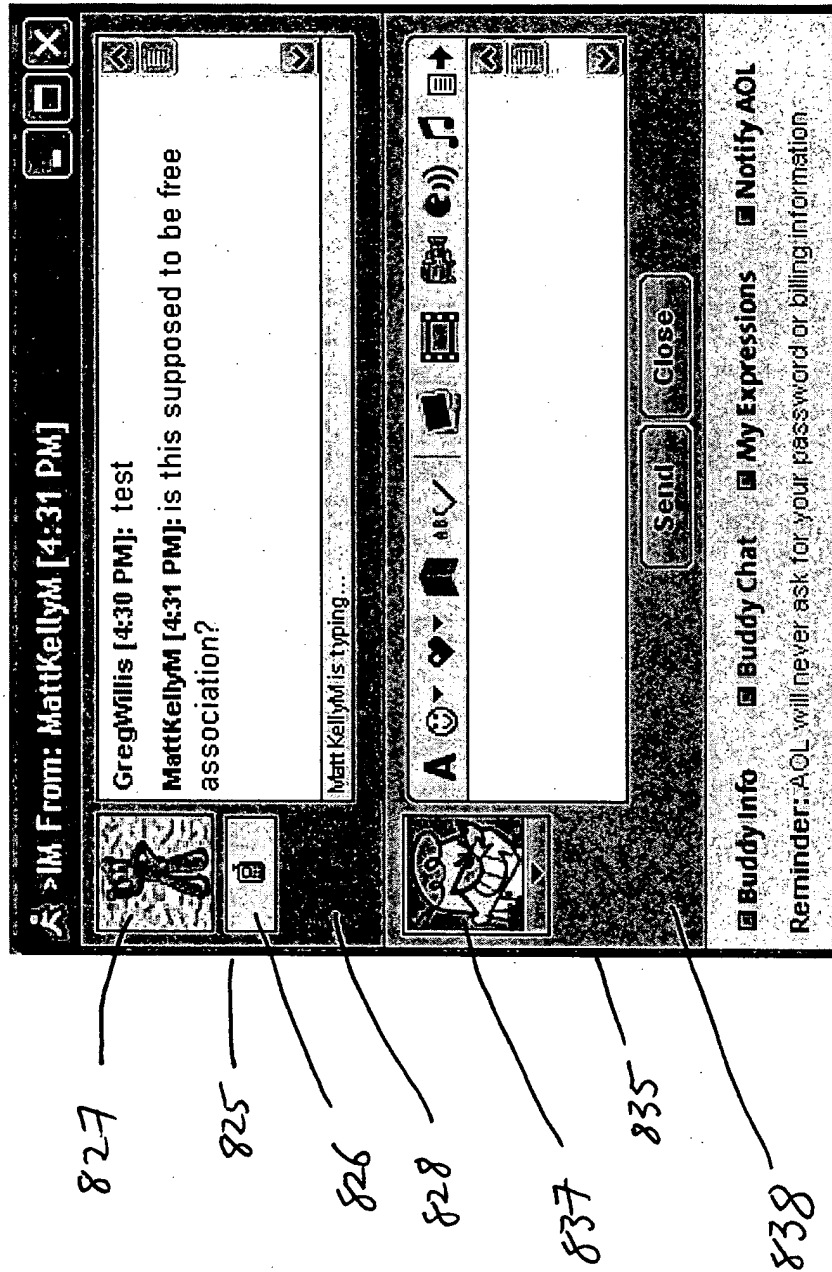 >IM From: MattKellyM [4:31 PM]
GregWillis [4:30 PM]: test
MattKellyM [4:31 PM]: is this supposed to be free
association?
MattKellyM is typing...
A ABC
Send Close
Buddy Info Buddy Chat My Expressions Notify AOL
Reminder: AOL will never ask for your password or billing information.
827
825
826
828
837
835
838